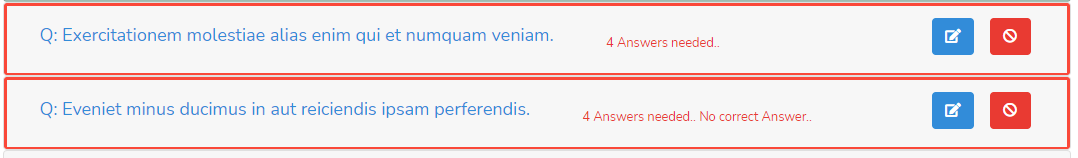 Q: Exercitationem molestiae alias enim qui et numquam veniam.
4 Answers needed..
Q: Eveniet minus ducimus in aut reiciendis ipsam perferendis.
4 Answers needed.. No correct Answer..